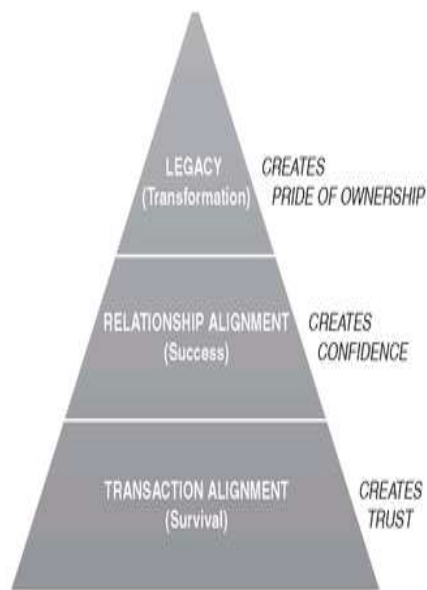 LEGACY
(Transformation)
CREATES
PRIDE OF OWNERSHIP
RELATIONSHIP ALIGNMENT
(Success)
CREATES
CONFIDENCE
TRANSACTION ALIGNMENT
(Survival)
CREATES
TRUST